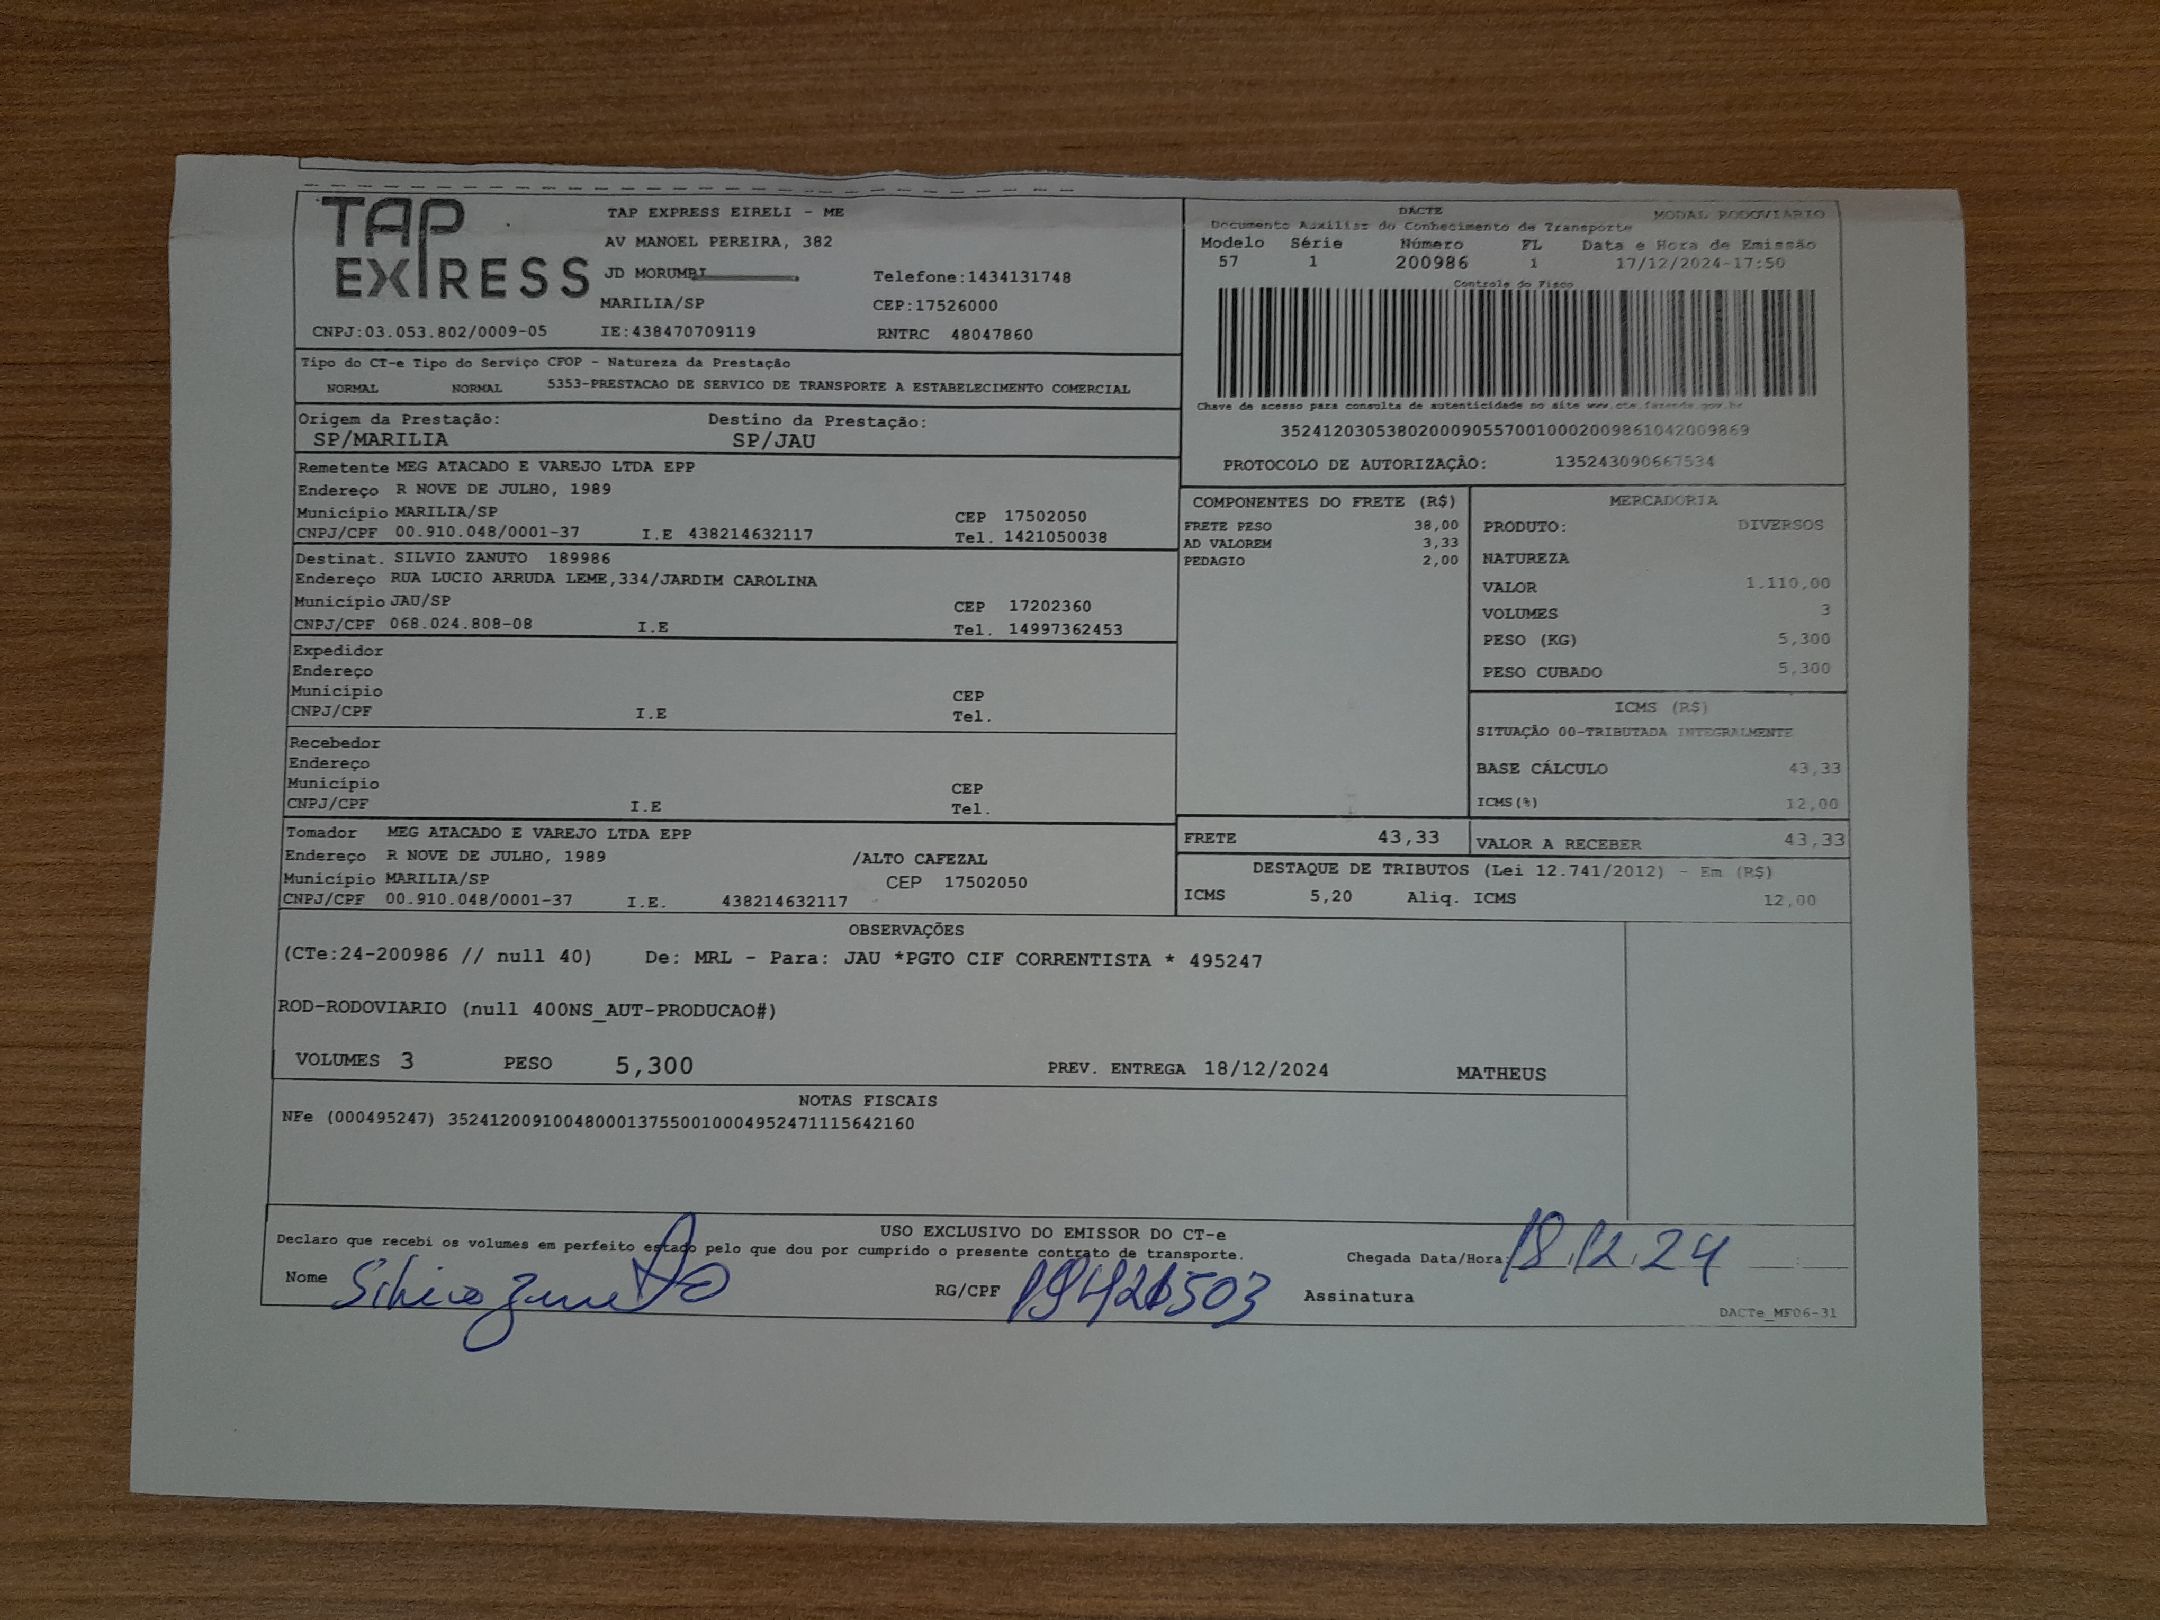 TAP EXPRESS
TAP EXPRESS EIRELI - ME
AV MANOEL PEREIRA, 382
JD MORUMBI Telefone:1434131748
MARILIA/SP CEP:17526000
CNPJ:03.053.802/0009-05 IE:438470709119 RNTRC 48047860
DACTE MODAL RODOVIÁRIO
Documento Auxiliar do Conhecimento de Transporte
Modelo Série Número FL Data e Hora de Emissão
57 1 200986 1 17/12/2024-17:50
Controle do Fisco
Chave de acesso para consulta de autenticidade no site www.cte.fazenda.gov.br
35241203053802000905570010002009861042009869
PROTOCOLO DE AUTORIZAÇÃO: 135243090667534
Tipo do CT-e Tipo do Serviço CFOP - Natureza da Prestação
NORMAL NORMAL 5353-PRESTACAO DE SERVICO DE TRANSPORTE A ESTABELECIMENTO COMERCIAL
Origem da Prestação: Destino da Prestação:
SP/MARILIA SP/JAU
Remetente MEG ATACADO E VAREJO LTDA EPP
Endereço R NOVE DE JULHO, 1989
Município MARILIA/SP CEP 17502050
CNPJ/CPF 00.910.048/0001-37 I.E 438214632117 Tel. 1421050038
Destinat. SILVIO ZANUTO 189986
Endereço RUA LUCIO ARRUDA LEME,334/JARDIM CAROLINA
Município JAU/SP CEP 17202360
CNPJ/CPF 068.024.808-08 I.E Tel. 14997362453
Expedidor
Endereço
Município CEP
CNPJ/CPF I.E Tel.
Recebedor
Endereço
Município CEP
CNPJ/CPF I.E Tel.
Tomador MEG ATACADO E VAREJO LTDA EPP
Endereço R NOVE DE JULHO, 1989 /ALTO CAFEZAL
Município MARILIA/SP CEP 17502050
CNPJ/CPF 00.910.048/0001-37 I.E. 438214632117
COMPONENTES DO FRETE (R$)
FRETE PESO 38,00
AD VALOREM 3,33
PEDAGIO 2,00
MERCADORIA
PRODUTO: DIVERSOS
NATUREZA
VALOR 1.110,00
VOLUMES 3
PESO (KG) 5,300
PESO CUBADO 5,300
ICMS (R$)
SITUAÇÃO 00-TRIBUTADA INTEGRALMENTE
BASE CÁLCULO 43,33
ICMS(%) 12,00
FRETE 43,33 VALOR A RECEBER 43,33
DESTAQUE DE TRIBUTOS (Lei 12.741/2012) - Em (R$)
ICMS 5,20 Aliq. ICMS 12,00
OBSERVAÇÕES
(CTe:24-200986 // null 40) De: MRL - Para: JAU *PGTO CIF CORRENTISTA * 495247
ROD-RODOVIARIO (null 400NS_AUT-PRODUCAO#)
VOLUMES 3 PESO 5,300 PREV. ENTREGA 18/12/2024 MATHEUS
NOTAS FISCAIS
NFe (000495247) 35241200910048000137550010004952471115642160
USO EXCLUSIVO DO EMISSOR DO CT-e
Declaro que recebi os volumes em perfeito estado pelo que dou por cumprido o presente contrato de transporte.
Chegada Data/Hora 18.12.24 :
Nome Silvio Zanuto RG/CPF 19426503 Assinatura
DACTe_MF06-31